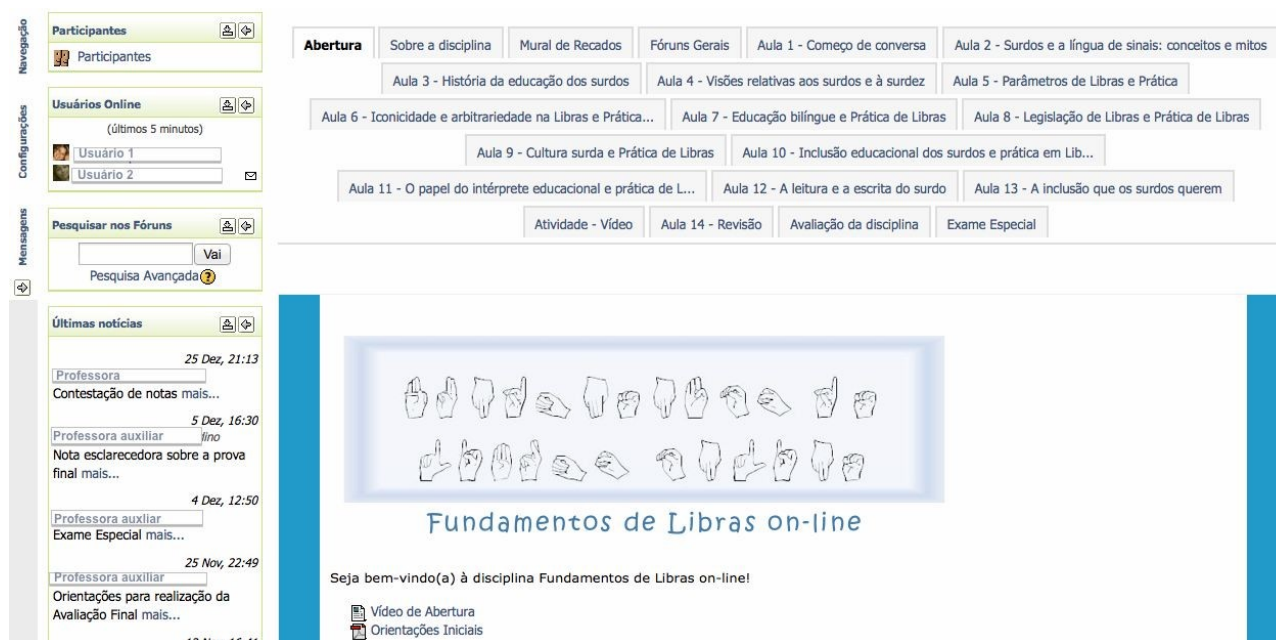 Navegação
Configurações
Mensagens
Participantes
Participantes
Usuários Online
(últimos 5 minutos)
Usuário 1
Usuário 2
Pesquisar nos Fóruns
Vai
Pesquisa Avançada ?
Últimas notícias
25 Dez, 21:13
Professora
Contestação de notas mais...
5 Dez, 16:30
Professora auxiliar
Nota esclarecedora sobre a prova
final mais...
4 Dez, 12:50
Professora auxliar
Exame Especial mais...
25 Nov, 22:49
Professora auxiliar
Orientações para realização da
Avaliação Final mais...
Abertura Sobre a disciplina Mural de Recados Fóruns Gerais Aula 1 - Começo de conversa Aula 2 - Surdos e a língua de sinais: conceitos e mitos
Aula 3 - História da educação dos surdos Aula 4 - Visões relativas aos surdos e à surdez Aula 5 - Parâmetros de Libras e Prática
Aula 6 - Iconicidade e arbitrariedade na Libras e Prática... Aula 7 - Educação bilíngue e Prática de Libras Aula 8 - Legislação de Libras e Prática de Libras
Aula 9 - Cultura surda e Prática de Libras Aula 10 - Inclusão educacional dos surdos e prática em Lib...
Aula 11 - O papel do intérprete educacional e prática de L... Aula 12 - A leitura e a escrita do surdo Aula 13 - A inclusão que os surdos querem
Atividade - Vídeo Aula 14 - Revisão Avaliação da disciplina Exame Especial
Fundamentos de Libras on-line
Seja bem-vindo(a) à disciplina Fundamentos de Libras on-line!
Vídeo de Abertura
Orientações Iniciais